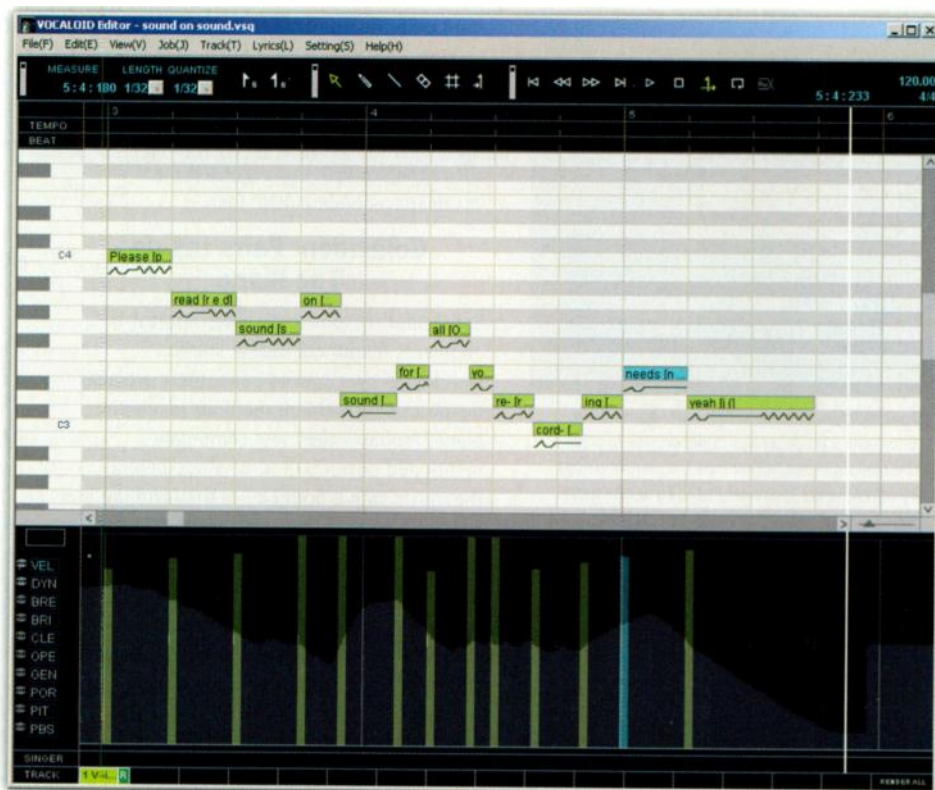 VOCALOID Editor - sound on sound.vsq
File(F) Edit(E) View(V) Job(J) Track(T) Lyrics(L) Setting(S) Help(H)
MEASURE LENGTH QUANTIZE
5:4:180 1/32 1/32
5:4:233
120.00
4/4
3 4 5 6
TEMPO
BEAT
C4
Please [p...
read [r e d]
on [...
sound [s ...
all [O...
for [...
yo...
needs [n ...
sound [...
re- [r...
ing [...
yeah [j {]
C3
cord- [...
VEL
DYN
BRE
BRI
CLE
OPE
GEN
POR
PIT
PBS
SINGER
TRACK 1 R
RENDER ALL